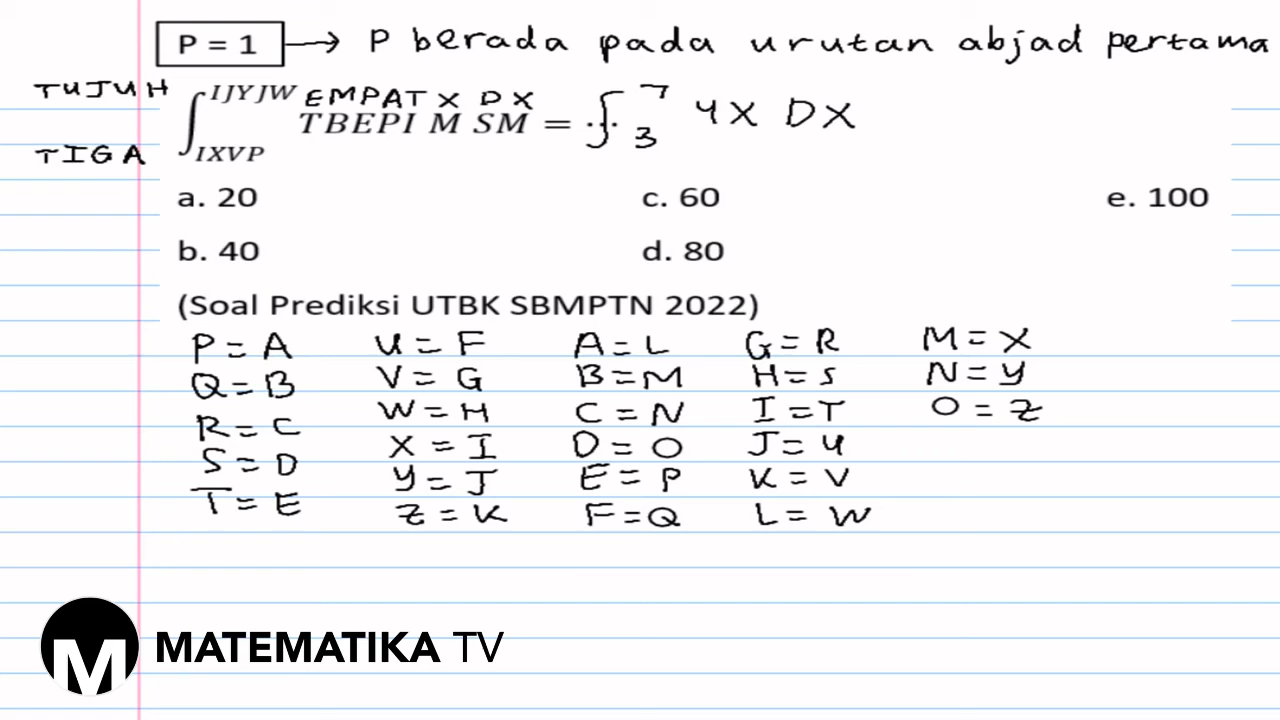 P = 1 → P berada pada urutan abjad pertama
TUJUH IJYJW EMPAT X DX 7
∫ TBEPI M SM = ... ∫ 4X DX
TIGA IXVP 3
a. 20 c. 60 e. 100
b. 40 d. 80
(Soal Prediksi UTBK SBMPTN 2022)
P = A U = F A = L G = R M = X
Q = B V = G B = M H = S N = Y
R = C W = H C = N I = T O = Z
S = D X = I D = O J = U
T = E Y = J E = P K = V
Z = K F = Q L = W
M MATEMATIKA TV